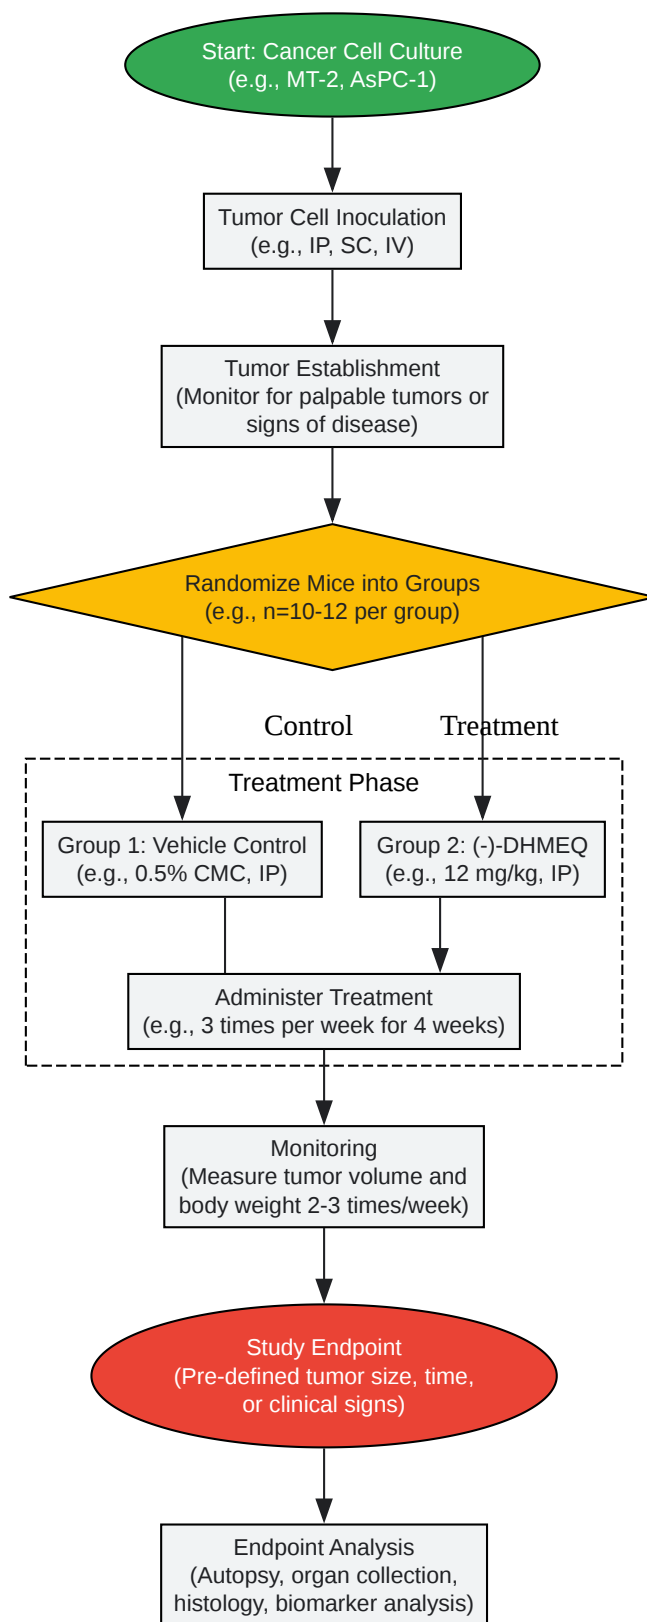 Start: Cancer Cell Culture
(e.g., MT-2, AsPC-1)
Tumor Cell Inoculation
(e.g., IP, SC, IV)
Tumor Establishment
(Monitor for palpable tumors or
signs of disease)
Randomize Mice into Groups
(e.g., n=10-12 per group)
Control
Treatment
Treatment Phase
Group 1: Vehicle Control
(e.g., 0.5% CMC, IP)
Group 2: (-)-DHMEQ
(e.g., 12 mg/kg, IP)
Administer Treatment
(e.g., 3 times per week for 4 weeks)
Monitoring
(Measure tumor volume and
body weight 2-3 times/week)
Study Endpoint
(Pre-defined tumor size, time,
or clinical signs)
Endpoint Analysis
(Autopsy, organ collection,
histology, biomarker analysis)